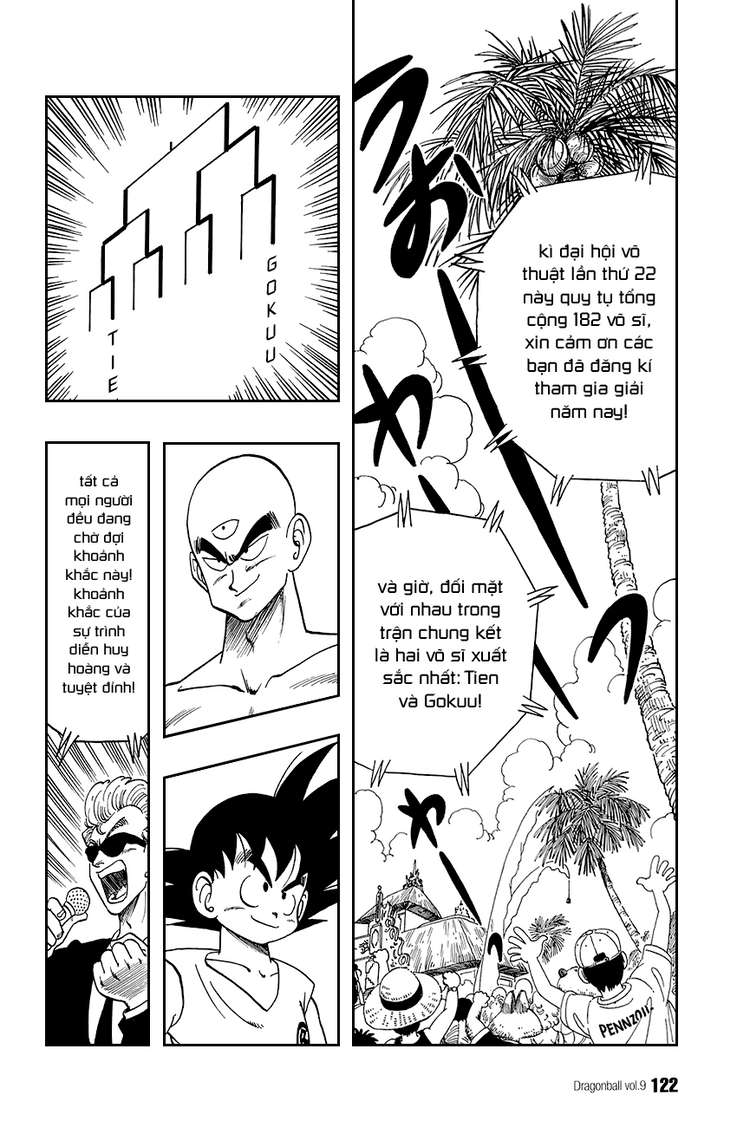 うおおーっ
kì đại hội võ
thuật lần thứ 22
này quy tụ tổng
cộng 182 võ sĩ,
xin cảm ơn các
bạn đã đăng kí
tham gia giải
năm nay!
わーっ
và giờ, đối mặt
với nhau trong
trận chung kết
là hai võ sĩ xuất
sắc nhất: Tien
và Gokuu!
わーっ
PENNZOIL
GOKUU
TIE
tất cả
mọi người
đều đang
chờ đợi
khoảnh
khắc này!
khoảnh
khắc của
sự trình
diễn huy
hoàng và
tuyệt đỉnh!
Dragonball vol.9 122